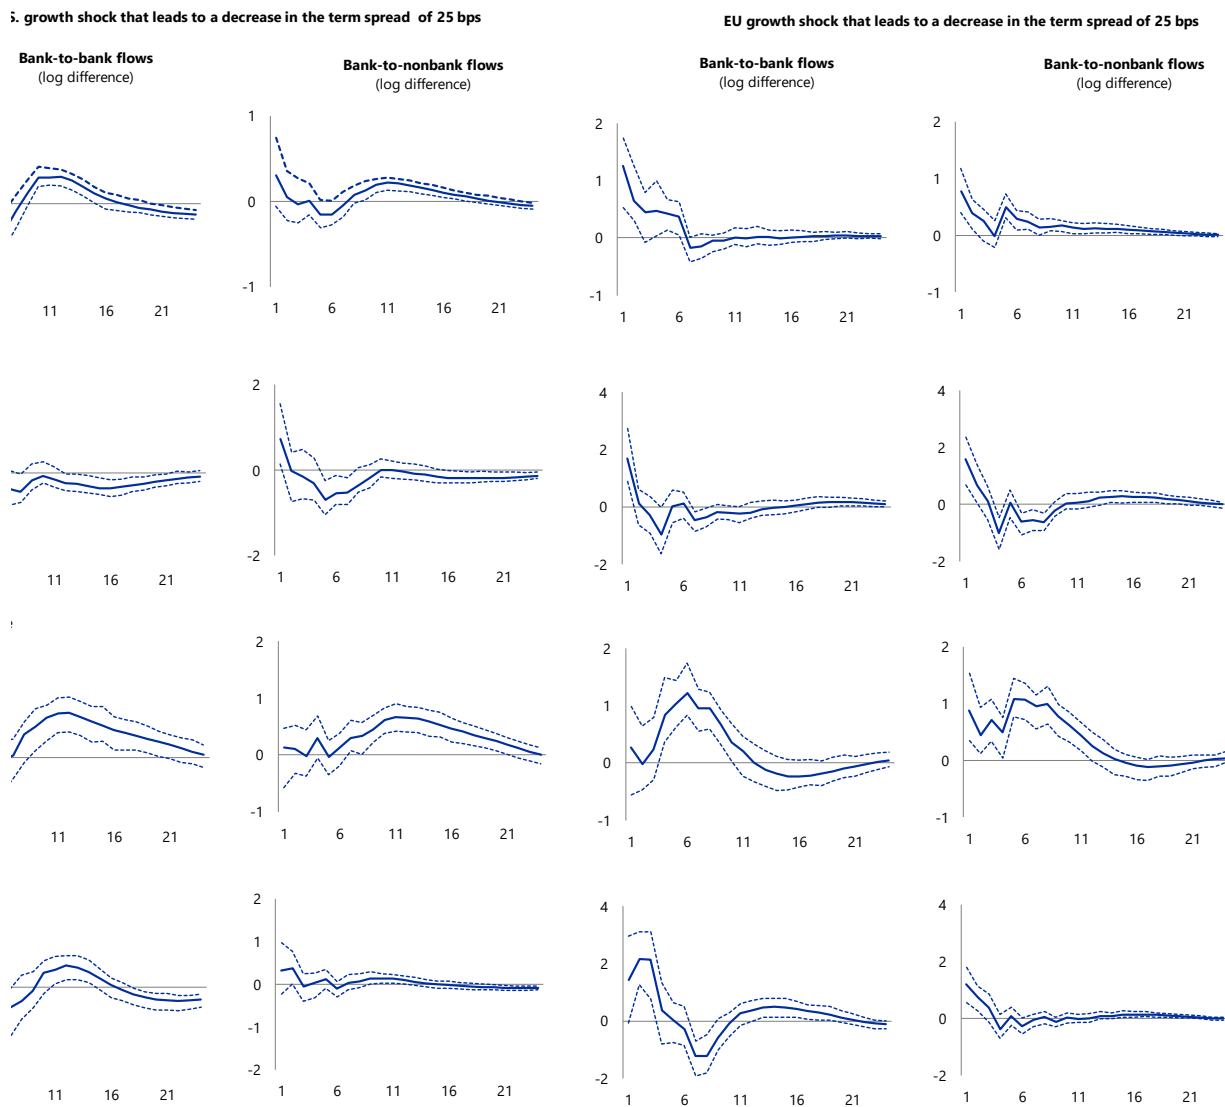 S. growth shock that leads to a decrease in the term spread of 25 bps
EU growth shock that leads to a decrease in the term spread of 25 bps
Bank-to-bank flows
(log difference)
Bank-to-nonbank flows
(log difference)
Bank-to-bank flows
(log difference)
Bank-to-nonbank flows
(log difference)
11 16 21
1
0
-1
1 6 11 16 21
2
1
0
-1
1 6 11 16 21
2
1
0
-1
1 6 11 16 21
11 16 21
2
0
-2
1 6 11 16 21
4
2
0
-2
1 6 11 16 21
4
2
0
-2
1 6 11 16 21
11 16 21
2
1
0
-1
1 6 11 16 21
2
1
0
-1
1 6 11 16 21
2
1
0
-1
1 6 11 16 21
11 16 21
2
1
0
-1
-2
1 6 11 16 21
4
2
0
-2
1 6 11 16 21
4
2
0
-2
1 6 11 16 21